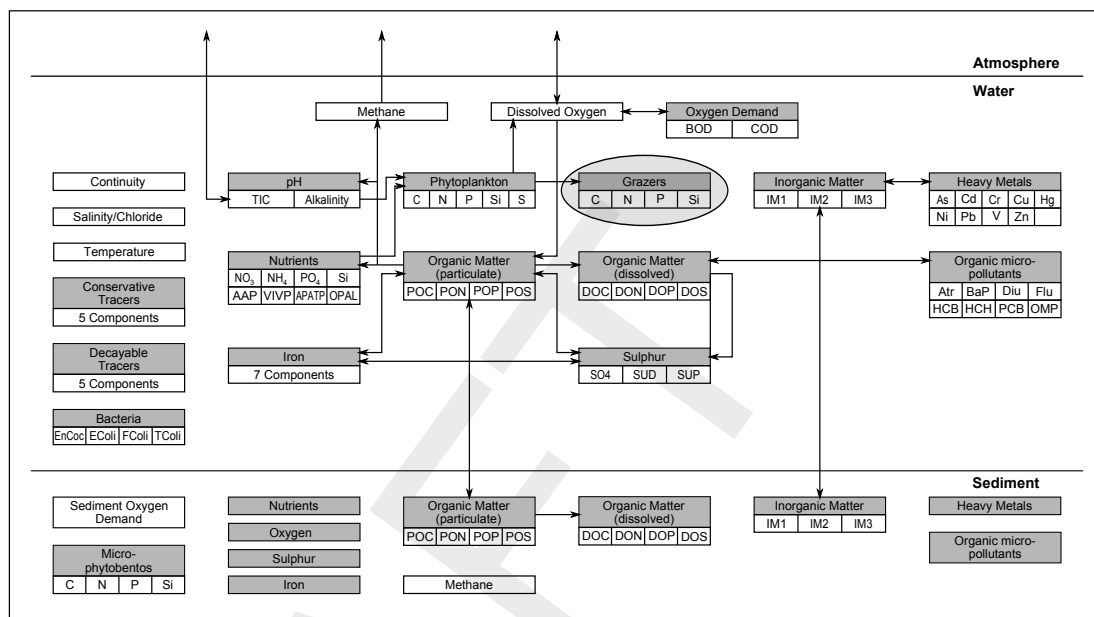 Atmosphere
Water
Methane
Dissolved Oxygen
Oxygen Demand
BOD COD
Continuity
pH
TIC Alkalinity
Phytoplankton
C N P Si S
Grazers
C N P Si
Inorganic Matter
IM1 IM2 IM3
Heavy Metals
As Cd Cr Cu Hg
Ni Pb V Zn
Salinity/Chloride
Temperature
Nutrients
NO3 NH4 PO4 Si
AAP VIVP APATP OPAL
Organic Matter
(particulate)
POC PON POP POS
Organic Matter
(dissolved)
DOC DON DOP DOS
Organic micro-
pollutants
Atr BaP Diu Flu
HCB HCH PCB OMP
Conservative
Tracers
5 Components
Decayable
Tracers
5 Components
Iron
7 Components
Sulphur
SO4 SUD SUP
Bacteria
EnCoc EColi FColi TColi
Sediment
Sediment Oxygen
Demand
Nutrients
Oxygen
Sulphur
Iron
Organic Matter
(particulate)
POC PON POP POS
Organic Matter
(dissolved)
DOC DON DOP DOS
Inorganic Matter
IM1 IM2 IM3
Heavy Metals
Organic micro-
pollutants
Micro-
phytobentos
C N P Si
Methane